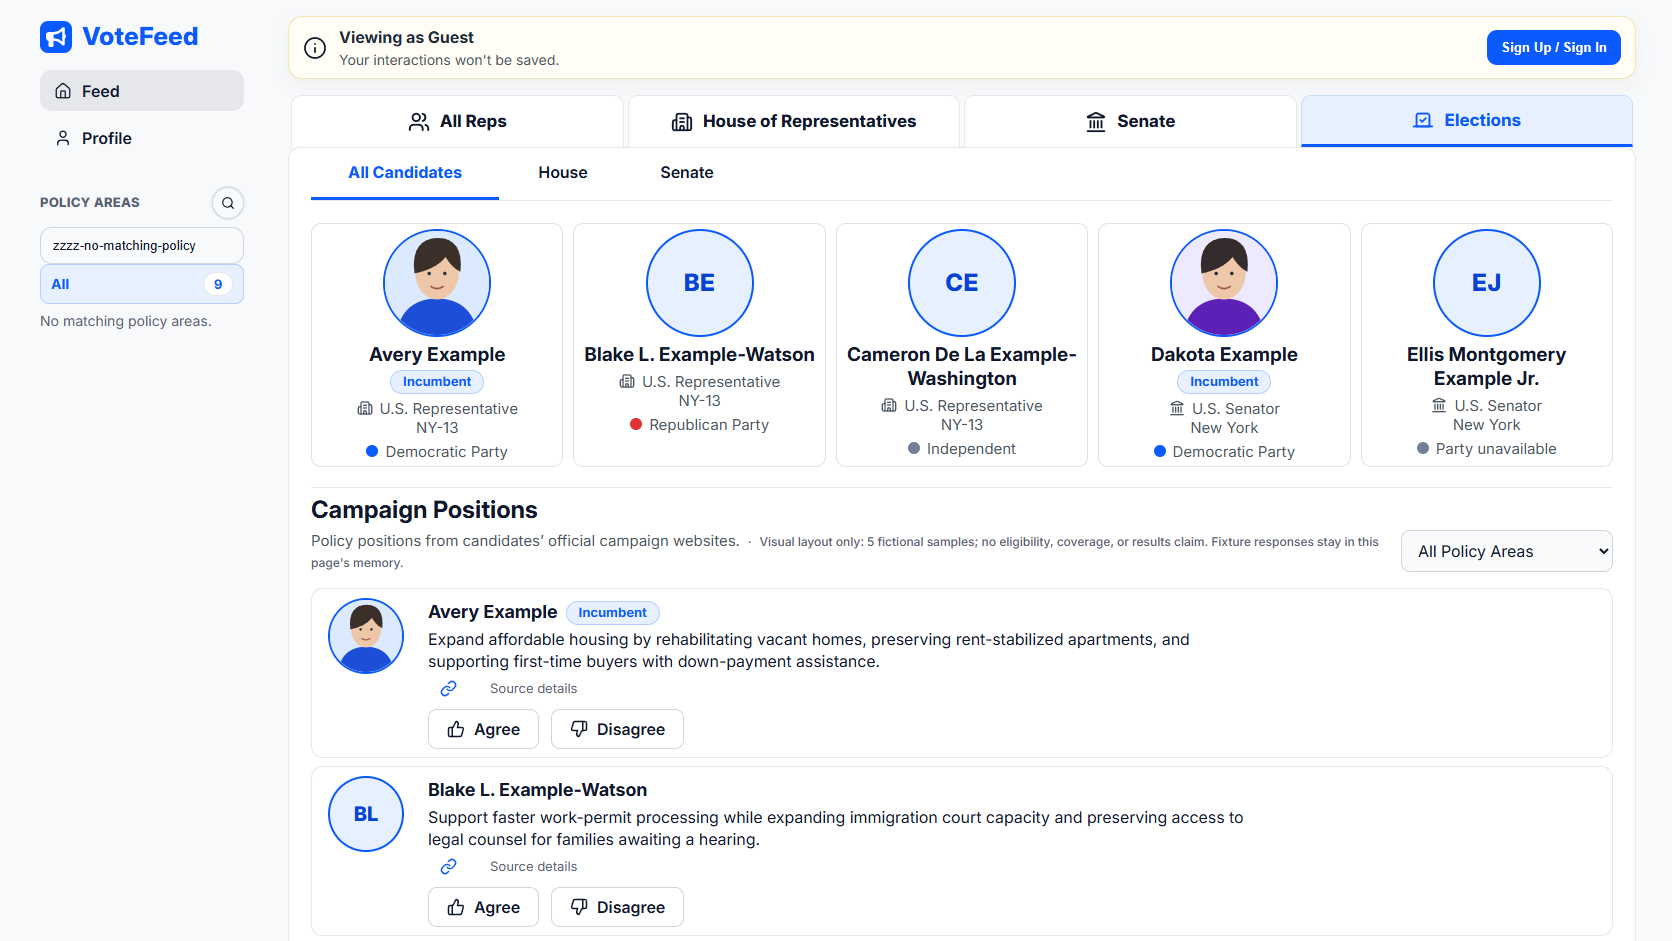 VoteFeed
Feed
Profile
POLICY AREAS
zzzz-no-matching-policy
All 9
No matching policy areas.
Viewing as Guest
Your interactions won't be saved.
Sign Up / Sign In
All Reps
House of Representatives
Senate
Elections
All Candidates
House
Senate
Avery Example
Incumbent
U.S. Representative
NY-13
Democratic Party
BE
Blake L. Example-Watson
U.S. Representative
NY-13
Republican Party
CE
Cameron De La Example-
Washington
U.S. Representative
NY-13
Independent
Dakota Example
Incumbent
U.S. Senator
New York
Democratic Party
EJ
Ellis Montgomery
Example Jr.
U.S. Senator
New York
Party unavailable
Campaign Positions
Policy positions from candidates’ official campaign websites. · Visual layout only: 5 fictional samples; no eligibility, coverage, or results claim. Fixture responses stay in this
page's memory.
All Policy Areas
Avery Example Incumbent
Expand affordable housing by rehabilitating vacant homes, preserving rent-stabilized apartments, and
supporting first-time buyers with down-payment assistance.
Source details
Agree
Disagree
BL
Blake L. Example-Watson
Support faster work-permit processing while expanding immigration court capacity and preserving access to
legal counsel for families awaiting a hearing.
Source details
Agree
Disagree